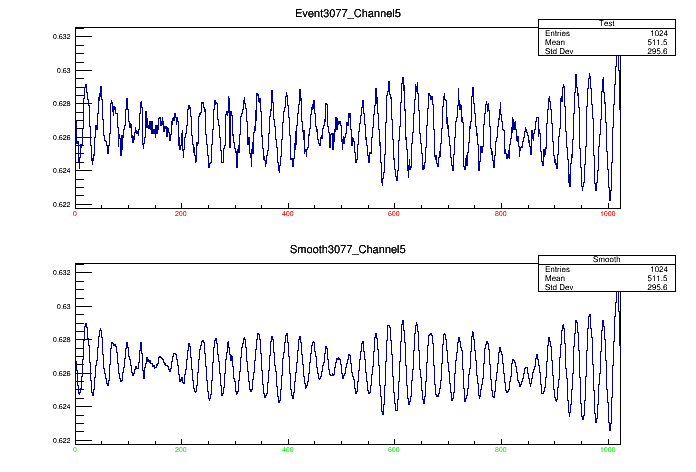 Event3077_Channel5
Test
Entries 1024
Mean 511.5
Std Dev 295.6
0.632
0.63
0.628
0.626
0.624
0.622
0 200 400 600 800 1000
Smooth3077_Channel5
Smooth
Entries 1024
Mean 511.5
Std Dev 295.6
0.632
0.63
0.628
0.626
0.624
0.622
0 200 400 600 800 1000